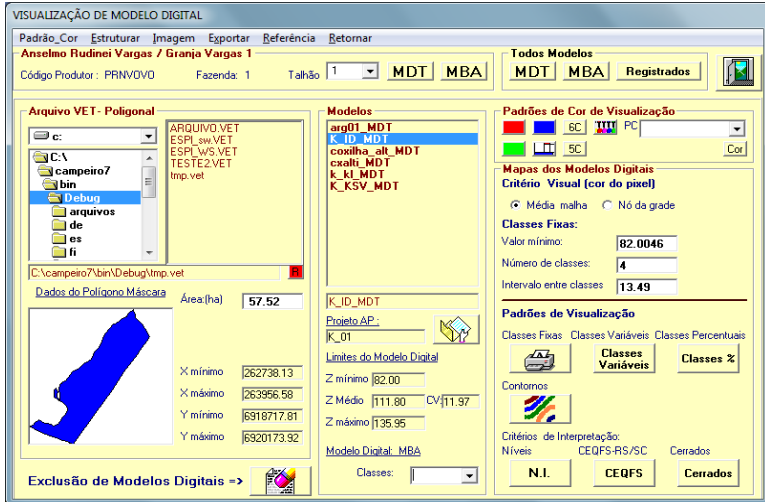 VISUALIZAÇÃO DE MODELO DIGITAL
Padrão_Cor Estruturar Imagem Exportar Referência Retornar
Anselmo Rudinei Vargas / Granja Vargas 1
Código Produtor : PRNVOVO Fazenda: 1 Talhão 1 MDT MBA
Todos Modelos
MDT MBA Registrados
Arquivo VET- Poligonal
c:
C:\
campeiro7
bin
Debug
arquivos
de
es
fi
ARQUIVO.VET
ESPI_sw.VET
ESPI_WS.VET
TESTE2.VET
tmp.vet
C:\campeiro7\bin\Debug\tmp.vet R
Dados do Polígono Máscara
Área:(ha) 57.52
X mínimo 262738.13
X máximo 263956.58
Y mínimo 6918717.81
Y máximo 6920173.92
Exclusão de Modelos Digitais =>
Modelos
arg01_MDT
K_ID_MDT
coxilha_alt_MDT
cxalti_MDT
k_kl_MDT
K_KSV_MDT
K_ID_MDT
Projeto AP :
K_01
Limites do Modelo Digital
Z mínimo 82.00
Z Médio 111.80 CV: 11.97
Z máximo 135.95
Modelo Digital: MBA
Classes:
Padrões de Cor de Visualização
6C PC
5C Cor
Mapas dos Modelos Digitais
Critério Visual (cor do pixel)
Média malha Nó da grade
Classes Fixas:
Valor mínimo: 82.0046
Número de classes: 4
Intervalo entre classes 13.49
Padrões de Visualização
Classes Fixas Classes Variáveis Classes Percentuais
Classes Variáveis Classes %
Contornos
Critérios de Interpretação:
Níveis CEQFS-RS/SC Cerrados
N.I. CEQFS Cerrados